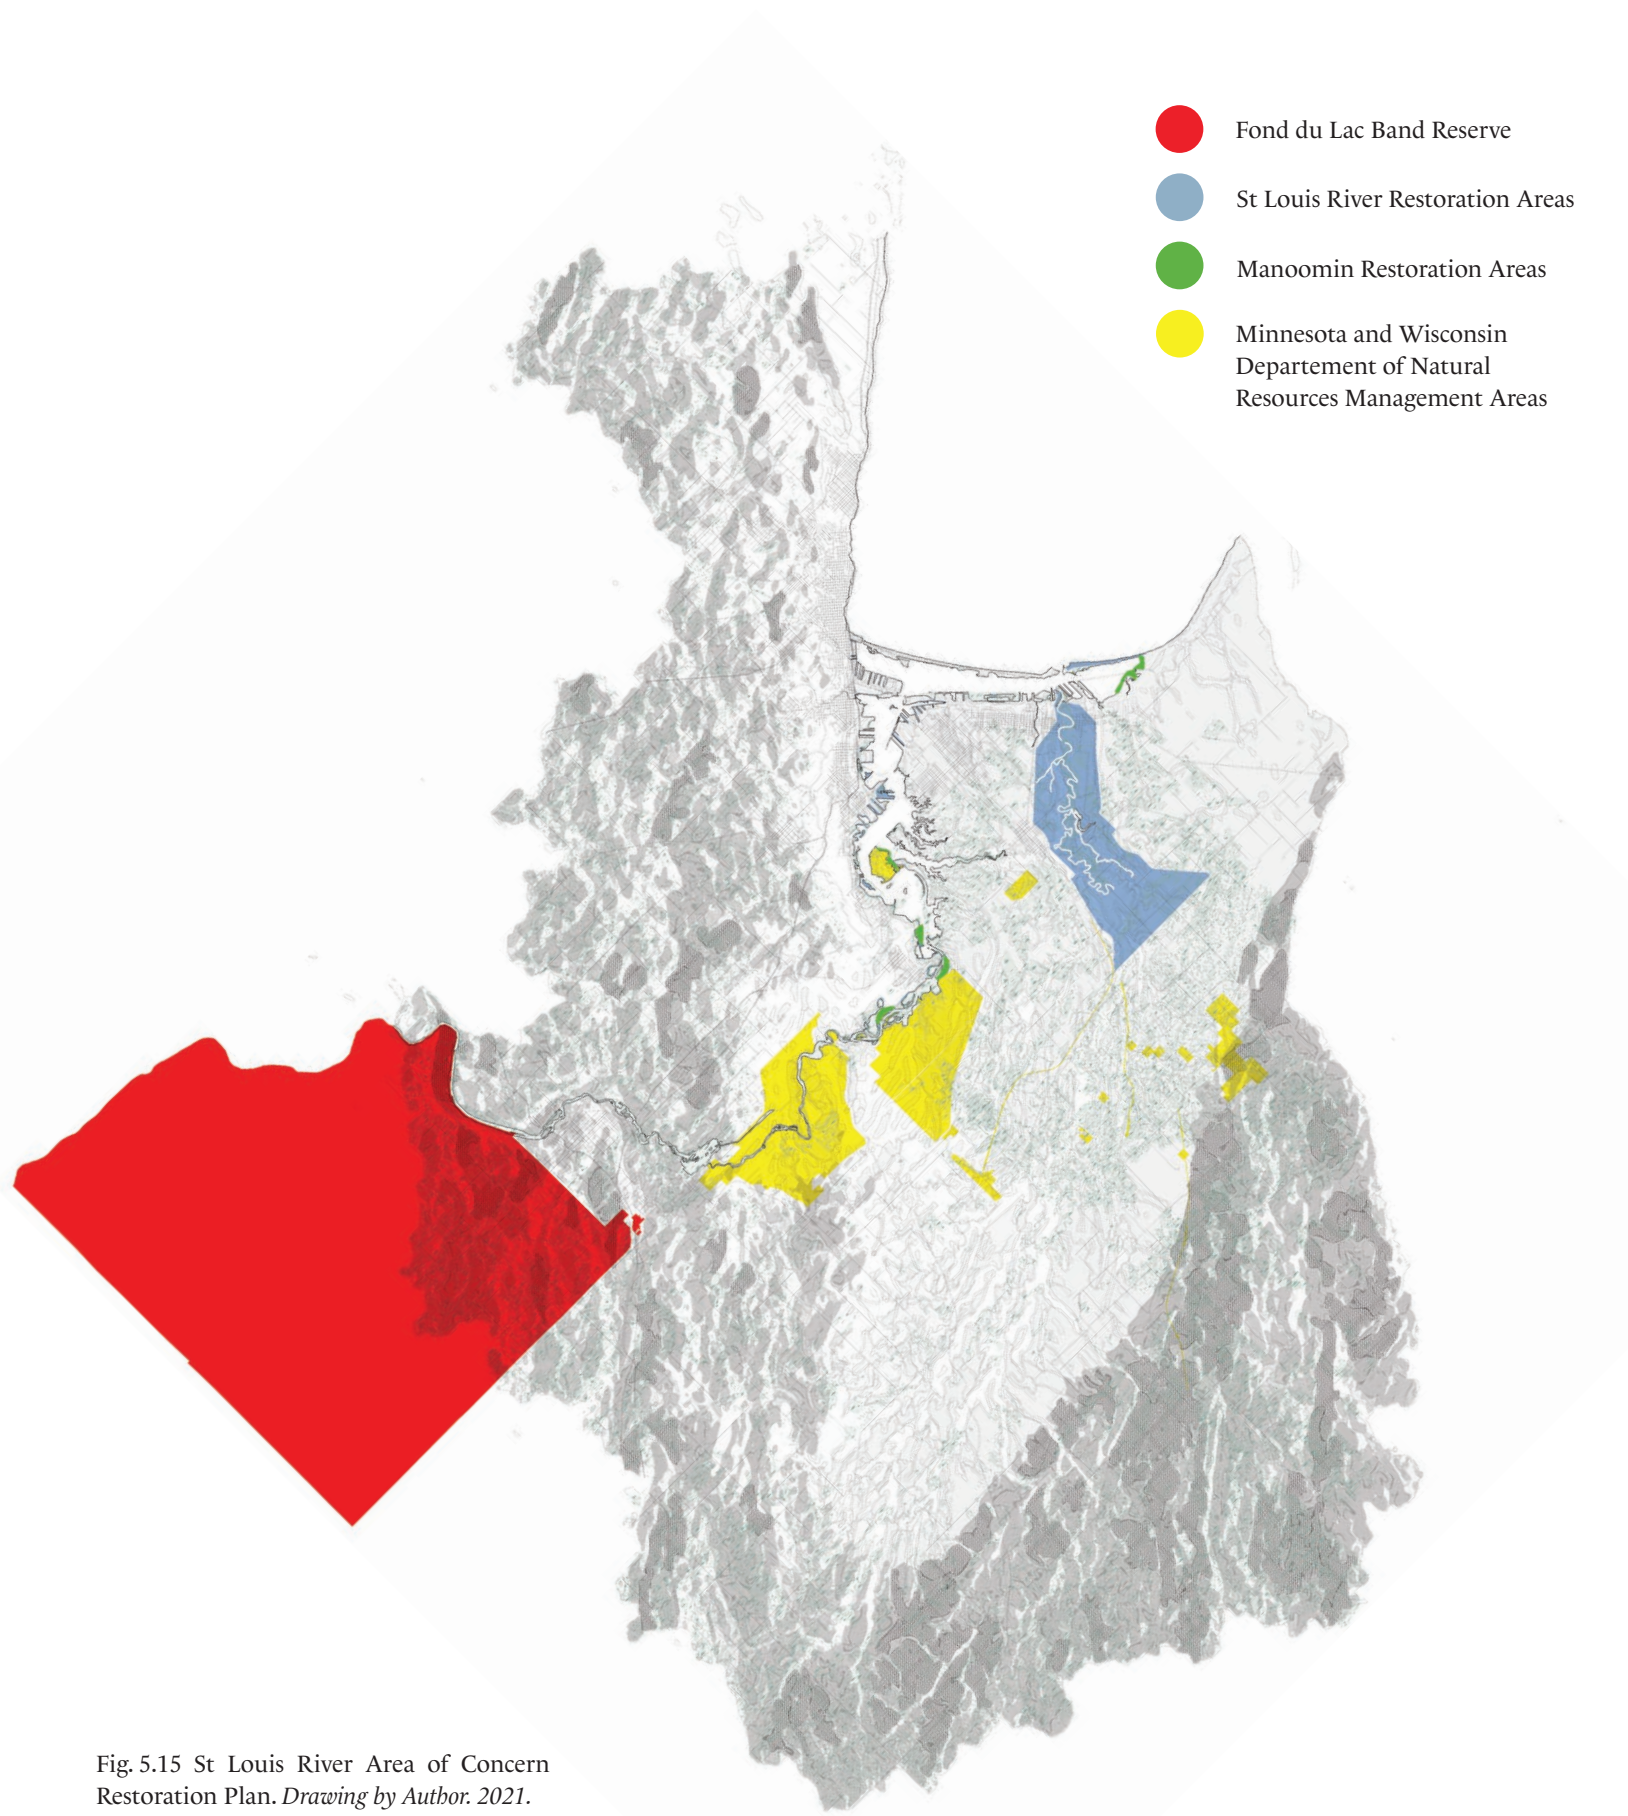 Fond du Lac Band Reserve
St Louis River Restoration Areas
Manoomin Restoration Areas
Minnesota and Wisconsin
Departement of Natural
Resources Management Areas
Fig. 5.15 St Louis River Area of Concern
Restoration Plan. Drawing by Author. 2021.